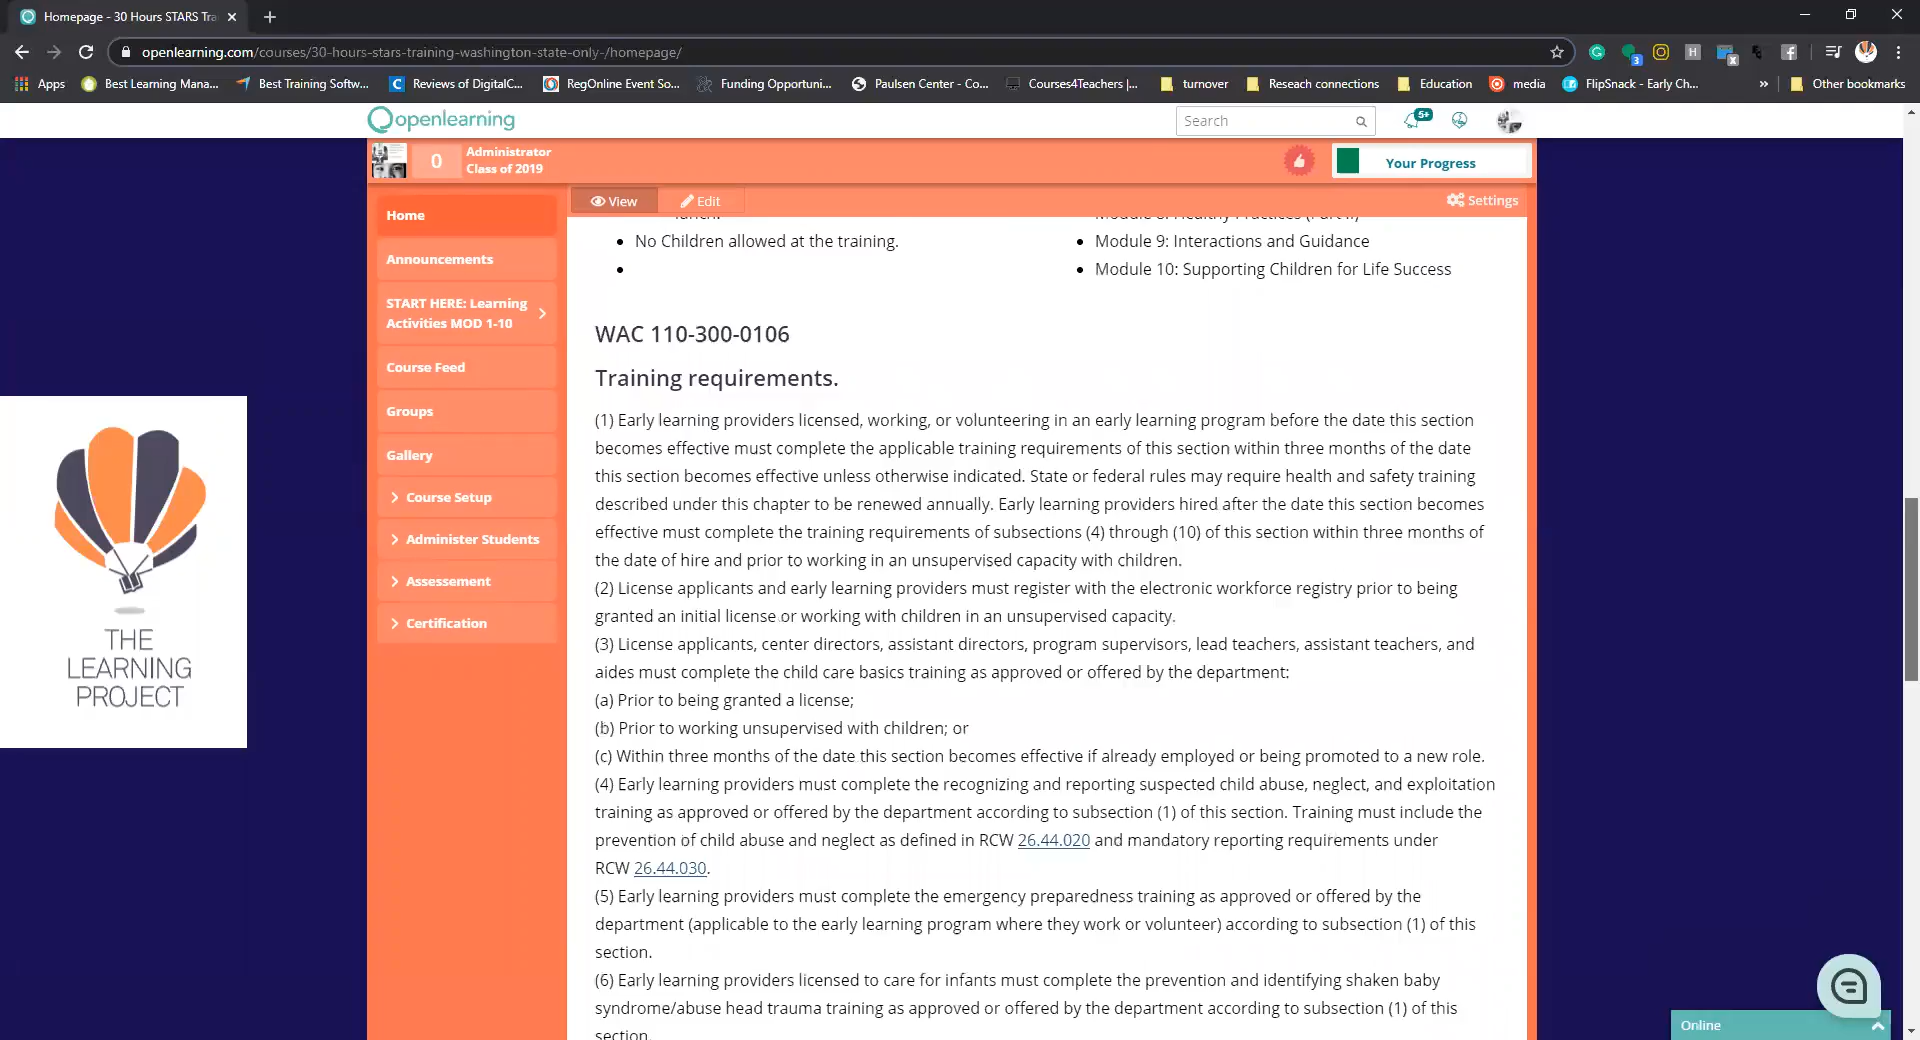 Homepage - 30 Hours STARS Tra
openlearning.com/courses/30-hours-stars-training-washington-state-only-/homepage/
Apps
Best Learning Mana...
Best Training Softw...
Reviews of DigitalC...
RegOnline Event So...
Funding Opportuni...
Paulsen Center - Co...
Courses4Teachers |...
turnover
Reseach connections
Education
media
FlipSnack - Early Ch...
»
Other bookmarks
openlearning
Search
5+
0
Administrator
Class of 2019
Your Progress
View
Edit
Settings
Home
Announcements
START HERE: Learning
Activities MOD 1-10
Course Feed
Groups
Gallery
Course Setup
Administer Students
Assessment
Certification
THE
LEARNING
PROJECT
lunch.
• No Children allowed at the training.
•
• Module 9: Interactions and Guidance
• Module 10: Supporting Children for Life Success
WAC 110-300-0106
Training requirements.
(1) Early learning providers licensed, working, or volunteering in an early learning program before the date this section
becomes effective must complete the applicable training requirements of this section within three months of the date
this section becomes effective unless otherwise indicated. State or federal rules may require health and safety training
described under this chapter to be renewed annually. Early learning providers hired after the date this section becomes
effective must complete the training requirements of subsections (4) through (10) of this section within three months of
the date of hire and prior to working in an unsupervised capacity with children.
(2) License applicants and early learning providers must register with the electronic workforce registry prior to being
granted an initial license or working with children in an unsupervised capacity.
(3) License applicants, center directors, assistant directors, program supervisors, lead teachers, assistant teachers, and
aides must complete the child care basics training as approved or offered by the department:
(a) Prior to being granted a license;
(b) Prior to working unsupervised with children; or
(c) Within three months of the date this section becomes effective if already employed or being promoted to a new role.
(4) Early learning providers must complete the recognizing and reporting suspected child abuse, neglect, and exploitation
training as approved or offered by the department according to subsection (1) of this section. Training must include the
prevention of child abuse and neglect as defined in RCW 26.44.020 and mandatory reporting requirements under
RCW 26.44.030.
(5) Early learning providers must complete the emergency preparedness training as approved or offered by the
department (applicable to the early learning program where they work or volunteer) according to subsection (1) of this
section.
(6) Early learning providers licensed to care for infants must complete the prevention and identifying shaken baby
syndrome/abuse head trauma training as approved or offered by the department according to subsection (1) of this
section.
Online